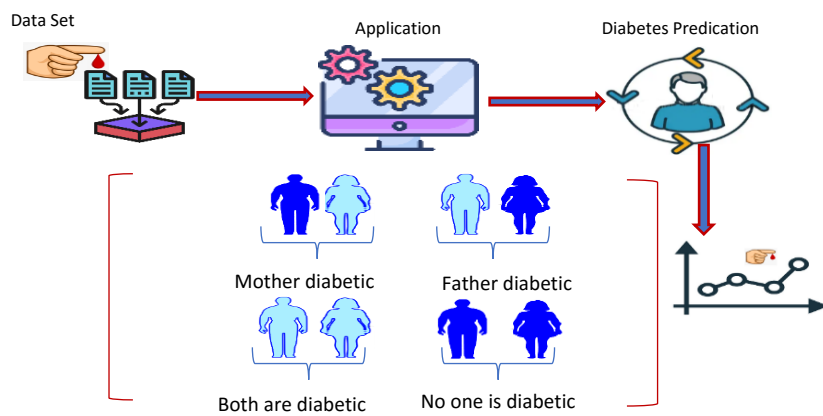 Data Set
Application
Diabetes Predication
Mother diabetic
Father diabetic
Both are diabetic
No one is diabetic